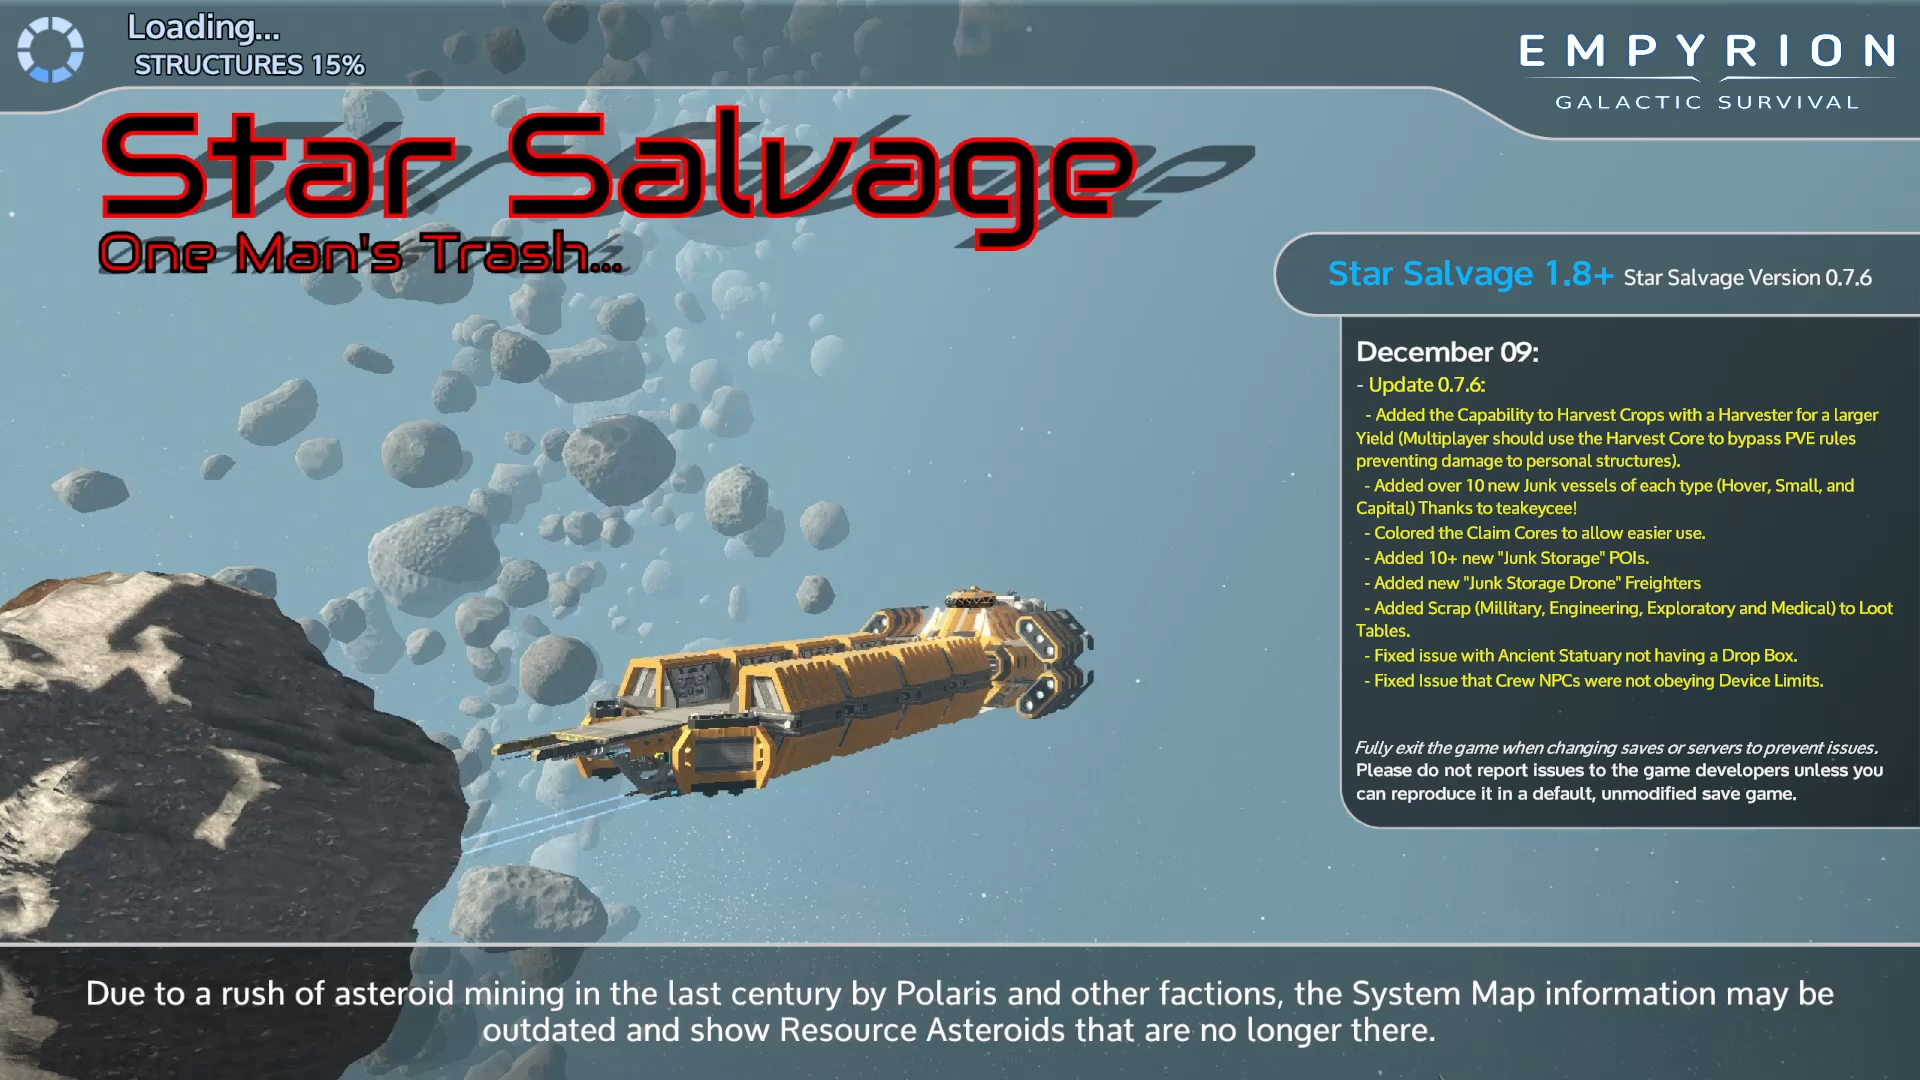 Loading...
STRUCTURES 15%
EMPYRION
GALACTIC SURVIVAL
Star Salvage
One Man's Trash...
Star Salvage 1.8+ Star Salvage Version 0.7.6
December 09:
- Update 0.7.6:
- Added the Capability to Harvest Crops with a Harvester for a larger
Yield (Multiplayer should use the Harvest Core to bypass PVE rules
preventing damage to personal structures).
- Added over 10 new Junk vessels of each type (Hover, Small, and
Capital) Thanks to teakeycee!
- Colored the Claim Cores to allow easier use.
- Added 10+ new "Junk Storage" POIs.
- Added new "Junk Storage Drone" Freighters
- Added Scrap (Millitary, Engineering, Exploratory and Medical) to Loot
Tables.
- Fixed issue with Ancient Statuary not having a Drop Box.
- Fixed Issue that Crew NPCs were not obeying Device Limits.
Fully exit the game when changing saves or servers to prevent issues.
Please do not report issues to the game developers unless you
can reproduce it in a default, unmodified save game.
Due to a rush of asteroid mining in the last century by Polaris and other factions, the System Map information may be
outdated and show Resource Asteroids that are no longer there.